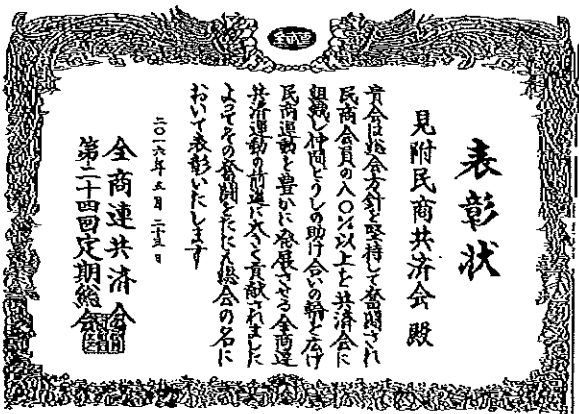 表彰状
見附民商共済会 殿
貴会は総会方針を堅持して奮闘され
民商会員の八〇%以上を共済会に
組織し仲間どうしの助け合いの輪を広げ
民商運動を豊かに発展させる全商連
共済運動の前進に大きく貢献されました
よってその奮闘をたたえ総会の名に
おいて表彰いたします
二〇一六年五月二十五日
全商連共済会
第二十四回定期総会